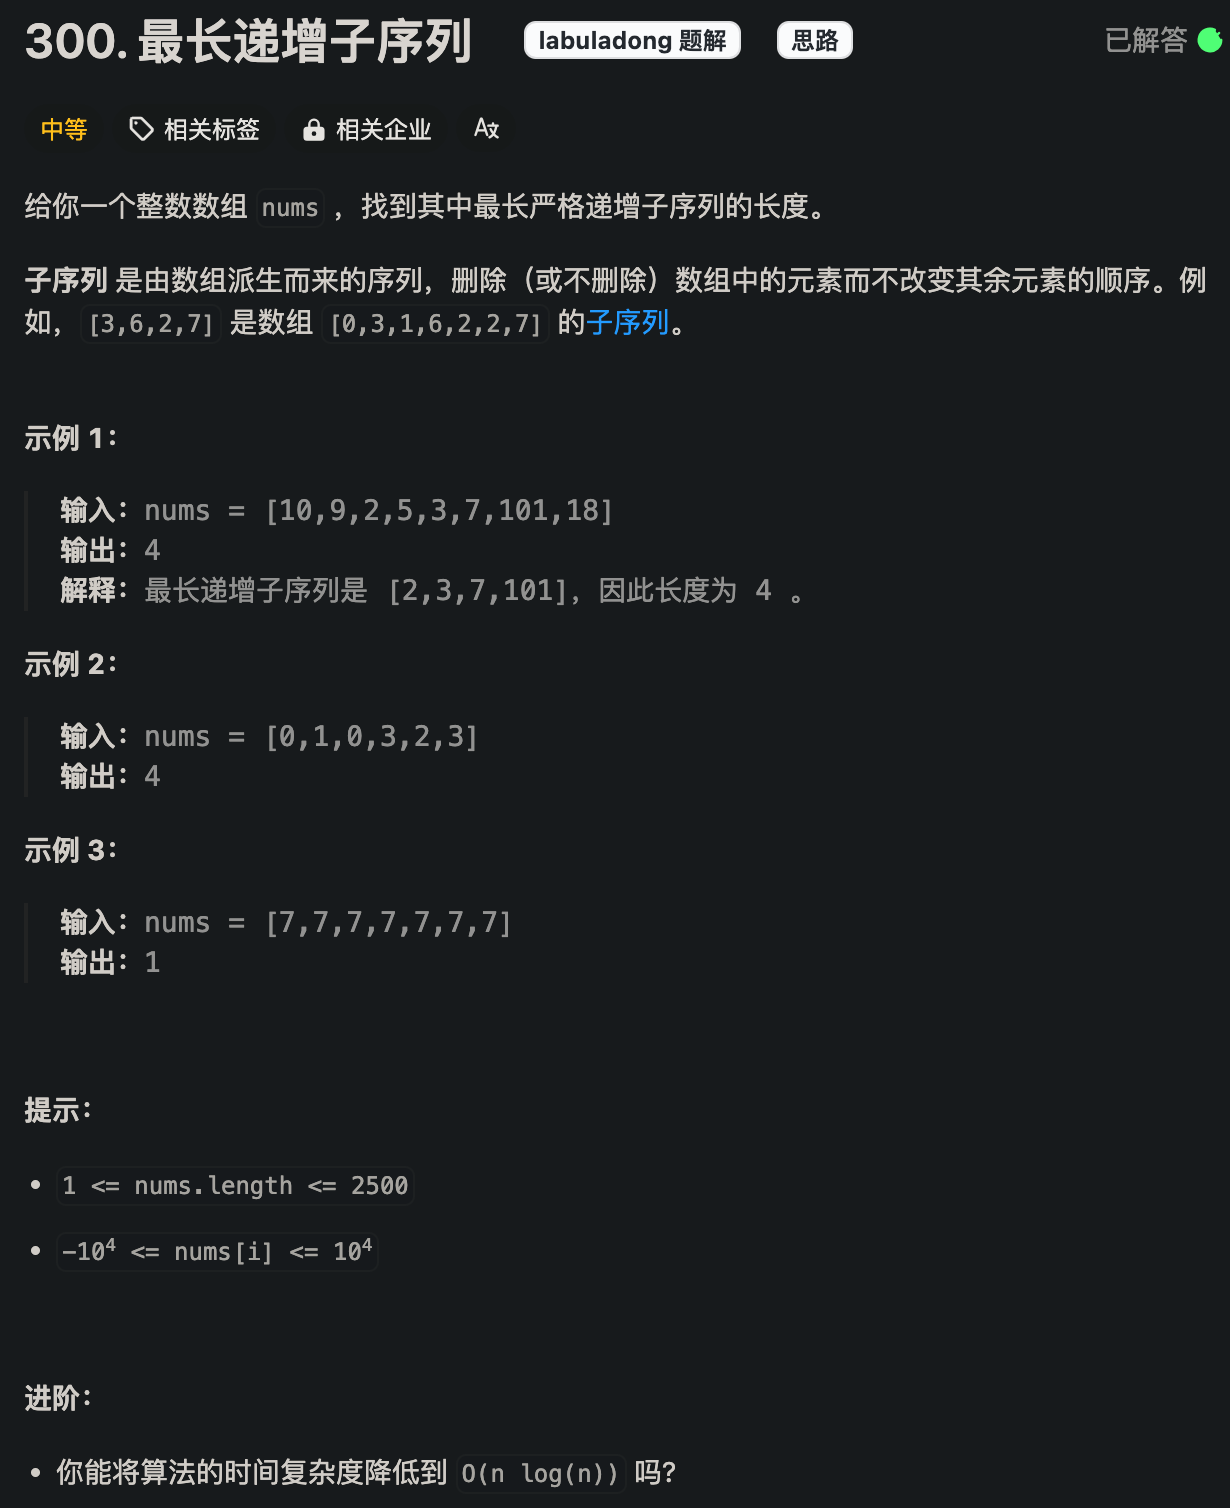 300. 最长递增子序列 labuladong 题解 思路 已解答
中等 相关标签 相关企业
给你一个整数数组 nums ，找到其中最长严格递增子序列的长度。
子序列 是由数组派生而来的序列，删除（或不删除）数组中的元素而不改变其余元素的顺序。例
如，[3,6,2,7] 是数组 [0,3,1,6,2,2,7] 的子序列。
示例 1：
输入：nums = [10,9,2,5,3,7,101,18]
输出：4
解释：最长递增子序列是 [2,3,7,101]，因此长度为 4 。
示例 2：
输入：nums = [0,1,0,3,2,3]
输出：4
示例 3：
输入：nums = [7,7,7,7,7,7,7]
输出：1
提示：
• 1 <= nums.length <= 2500
• -10⁴ <= nums[i] <= 10⁴
进阶：
• 你能将算法的时间复杂度降低到 O(n log(n)) 吗?